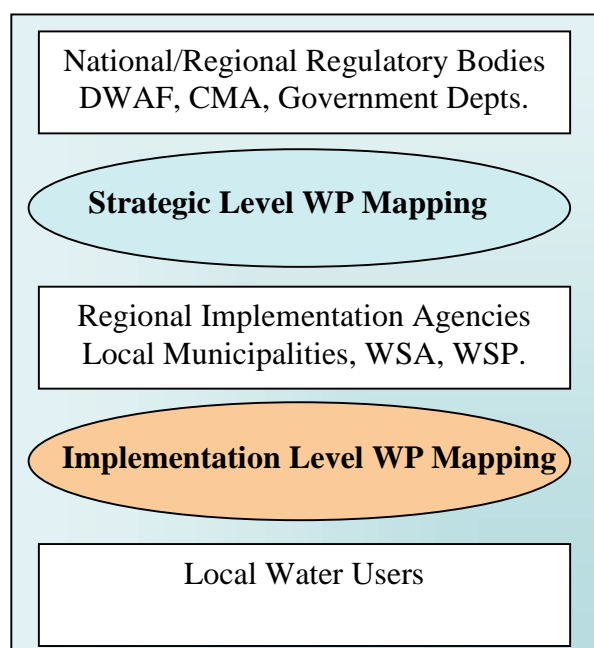 National/Regional Regulatory Bodies
DWAF, CMA, Government Depts.
Strategic Level WP Mapping
Regional Implementation Agencies
Local Municipalities, WSA, WSP.
Implementation Level WP Mapping
Local Water Users